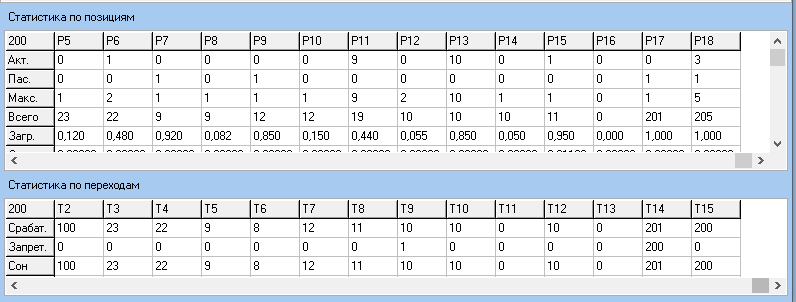 Статистика по позициям
200 P5 P6 P7 P8 P9 P10 P11 P12 P13 P14 P15 P16 P17 P18
Акт. 0 1 0 0 0 0 9 0 10 0 1 0 0 3
Пас. 0 0 1 0 1 0 0 0 0 0 0 0 1 1
Макс. 1 2 1 1 1 1 9 2 10 1 1 0 1 5
Всего 23 22 9 9 12 12 19 10 10 10 11 0 201 205
Загр. 0,120 0,480 0,920 0,082 0,850 0,150 0,440 0,055 0,850 0,050 0,950 0,000 1,000 1,000
Статистика по переходам
200 T2 T3 T4 T5 T6 T7 T8 T9 T10 T11 T12 T13 T14 T15
Срабат. 100 23 22 9 8 12 11 10 10 0 10 0 201 200
Запрет. 0 0 0 0 0 0 0 1 0 0 0 0 200 0
Сон 100 23 22 9 8 12 11 10 10 0 10 0 201 200